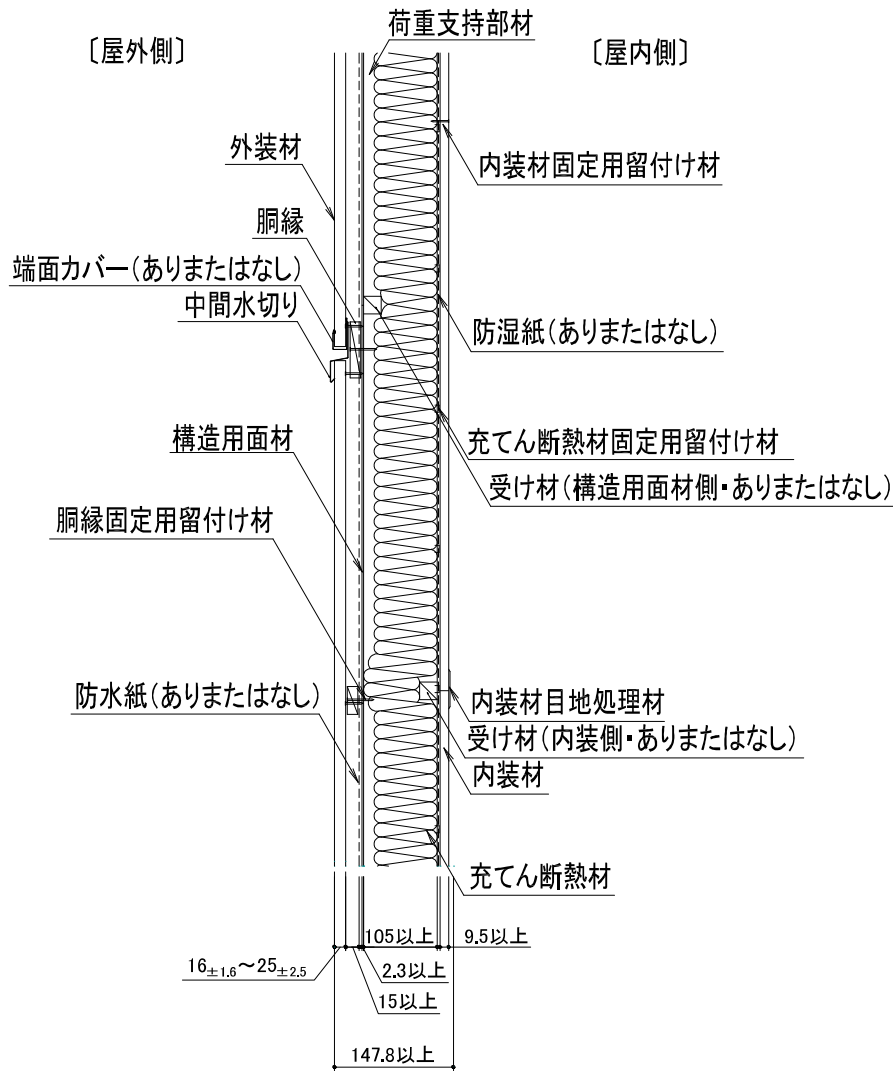 荷重支持部材
〔屋外側〕
〔屋内側〕
外装材
内装材固定用留付け材
胴縁
端面カバー(ありまたはなし)
中間水切り
防湿紙(ありまたはなし)
構造用面材
充てん断熱材固定用留付け材
受け材(構造用面材側・ありまたはなし)
胴縁固定用留付け材
防水紙(ありまたはなし)
内装材目地処理材
受け材(内装側・ありまたはなし)
内装材
充てん断熱材
105以上
9.5以上
16±1.6~25±2.5
2.3以上
15以上
147.8以上